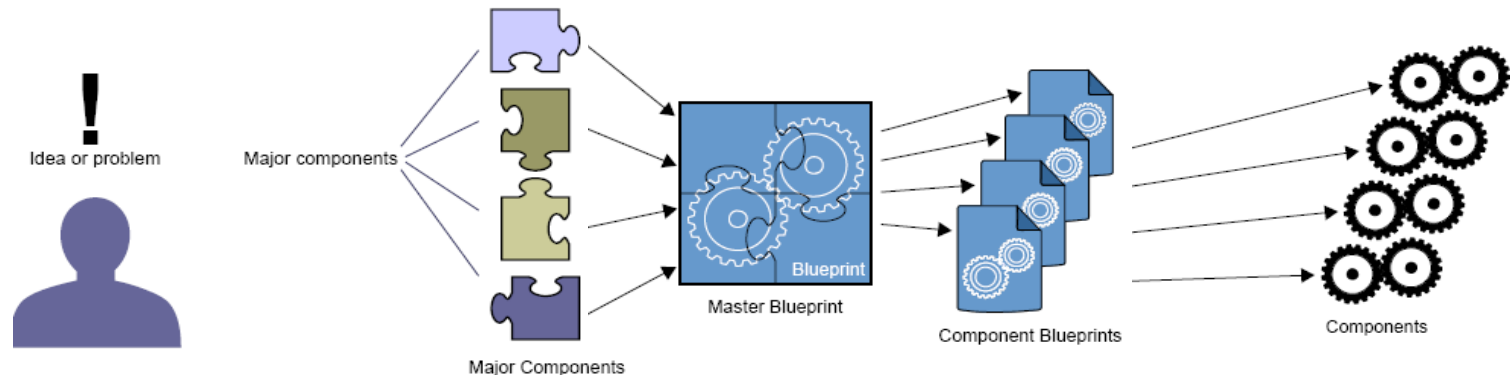 !
Idea or problem
Major components
Major Components
Blueprint
Master Blueprint
Component Blueprints
Components